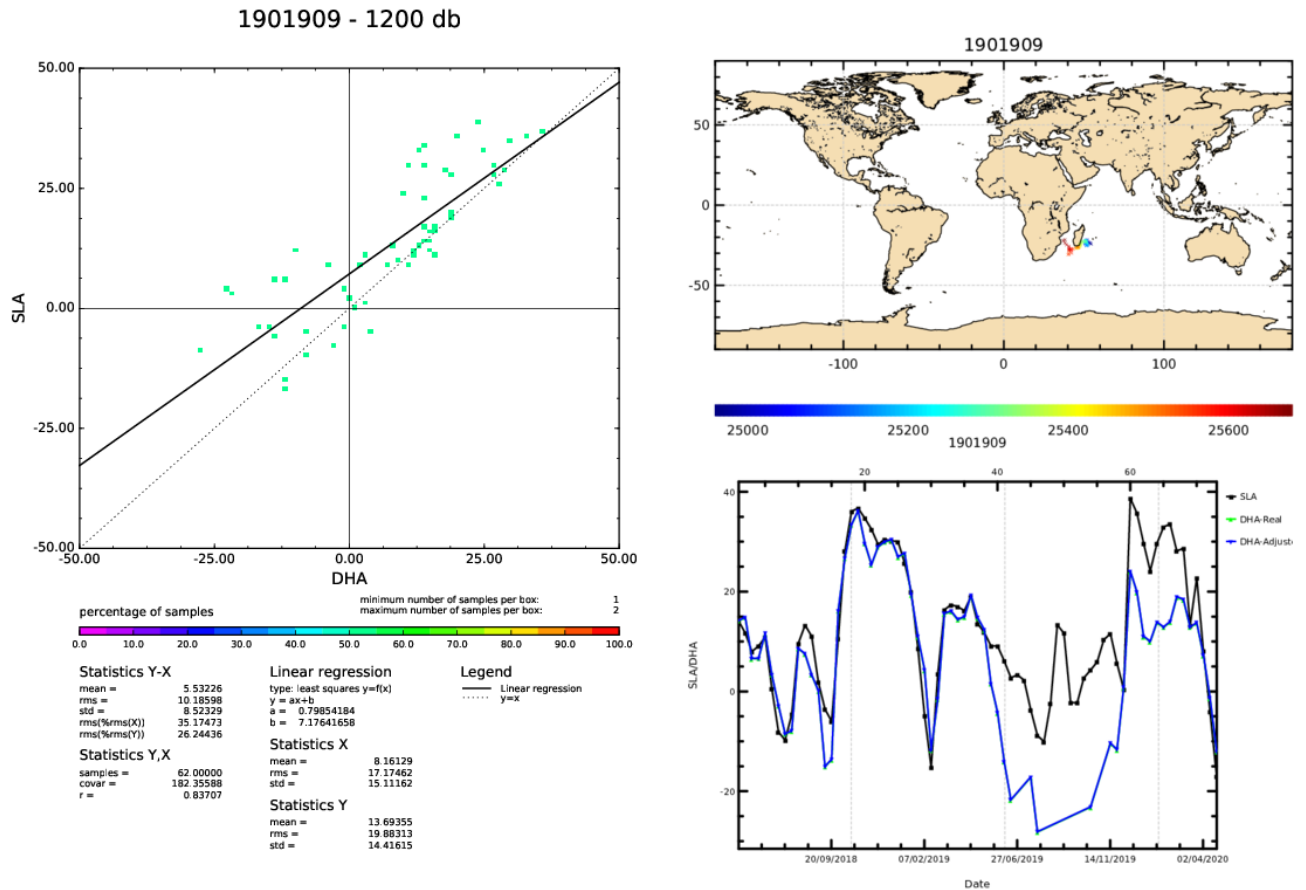 1901909 - 1200 db
50.00
25.00
0.00
-25.00
-50.00
SLA
-50.00 -25.00 0.00 25.00 50.00
DHA
percentage of samples
minimum number of samples per box: 1
maximum number of samples per box: 2
0.0 10.0 20.0 30.0 40.0 50.0 60.0 70.0 80.0 90.0 100.0
Statistics Y-X
mean = 5.53226
rms = 10.18598
std = 8.52329
rms(%rms(X)) 35.17473
rms(%rms(Y)) 26.24436
Statistics Y,X
samples = 62.00000
covar = 182.35588
r = 0.83707
Linear regression
type: least squares y=f(x)
y = ax+b
a = 0.79854184
b = 7.17641658
Statistics X
mean = 8.16129
rms = 17.17462
std = 15.11162
Statistics Y
mean = 13.69355
rms = 19.88313
std = 14.41615
Legend
Linear regression
y=x
1901909
50
0
-50
-100 0 100
25000 25200 25400 25600
1901909
20 40 60
40
20
0
-20
SLA/DHA
20/09/2018 07/02/2019 27/06/2019 14/11/2019 02/04/2020
Date
SLA
DHA-Real
DHA-Adjust